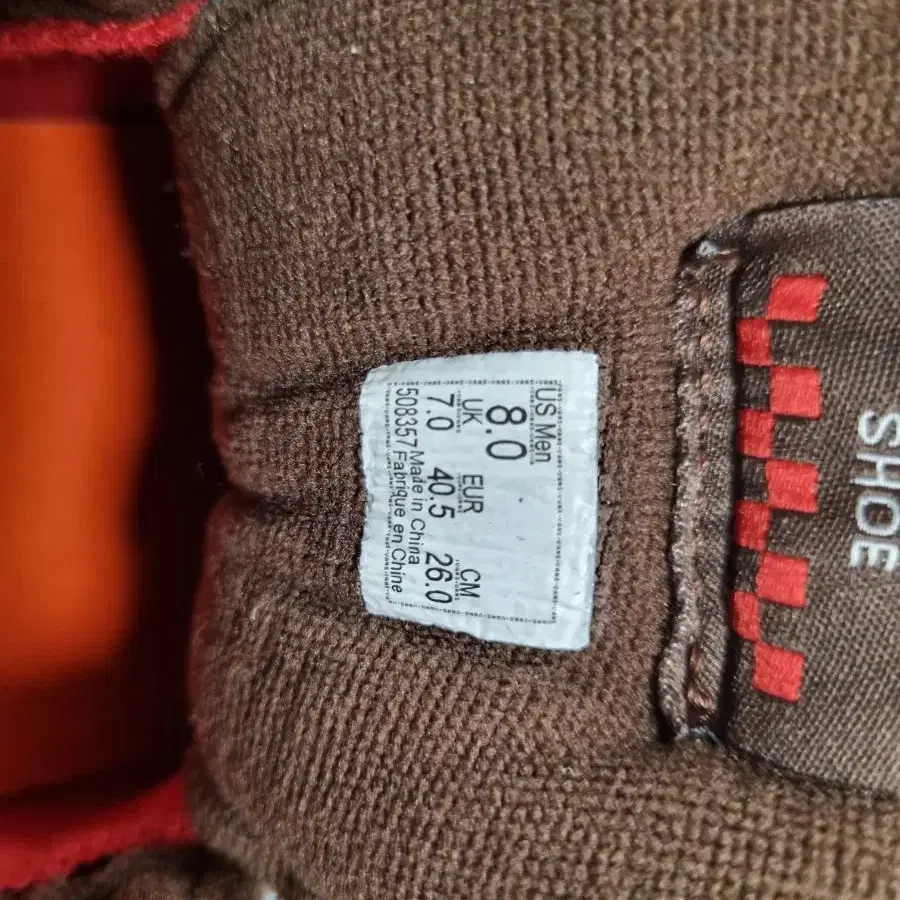 US Men
8.0
UK EUR CM
7.0 40.5 26.0
508357 Made in China
Fabrique en Chine
SHOE